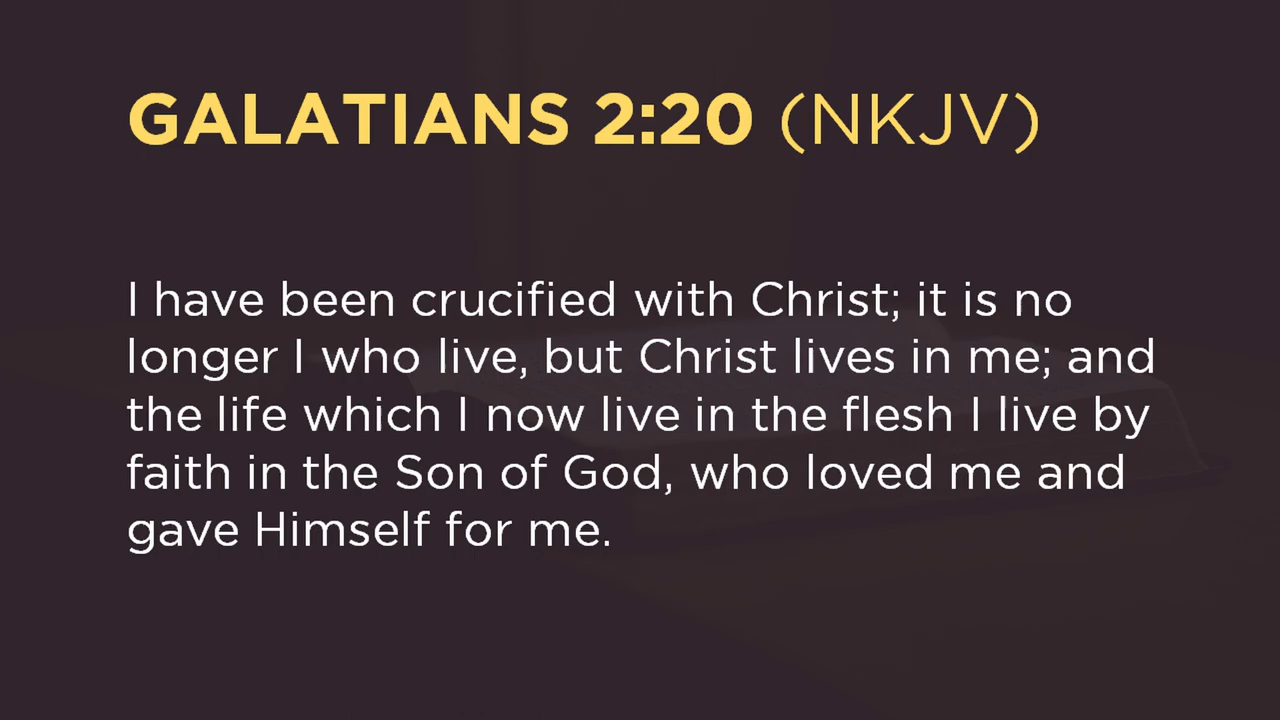 GALATIANS 2:20 (NKJV)
I have been crucified with Christ; it is no
longer I who live, but Christ lives in me; and
the life which I now live in the flesh I live by
faith in the Son of God, who loved me and
gave Himself for me.